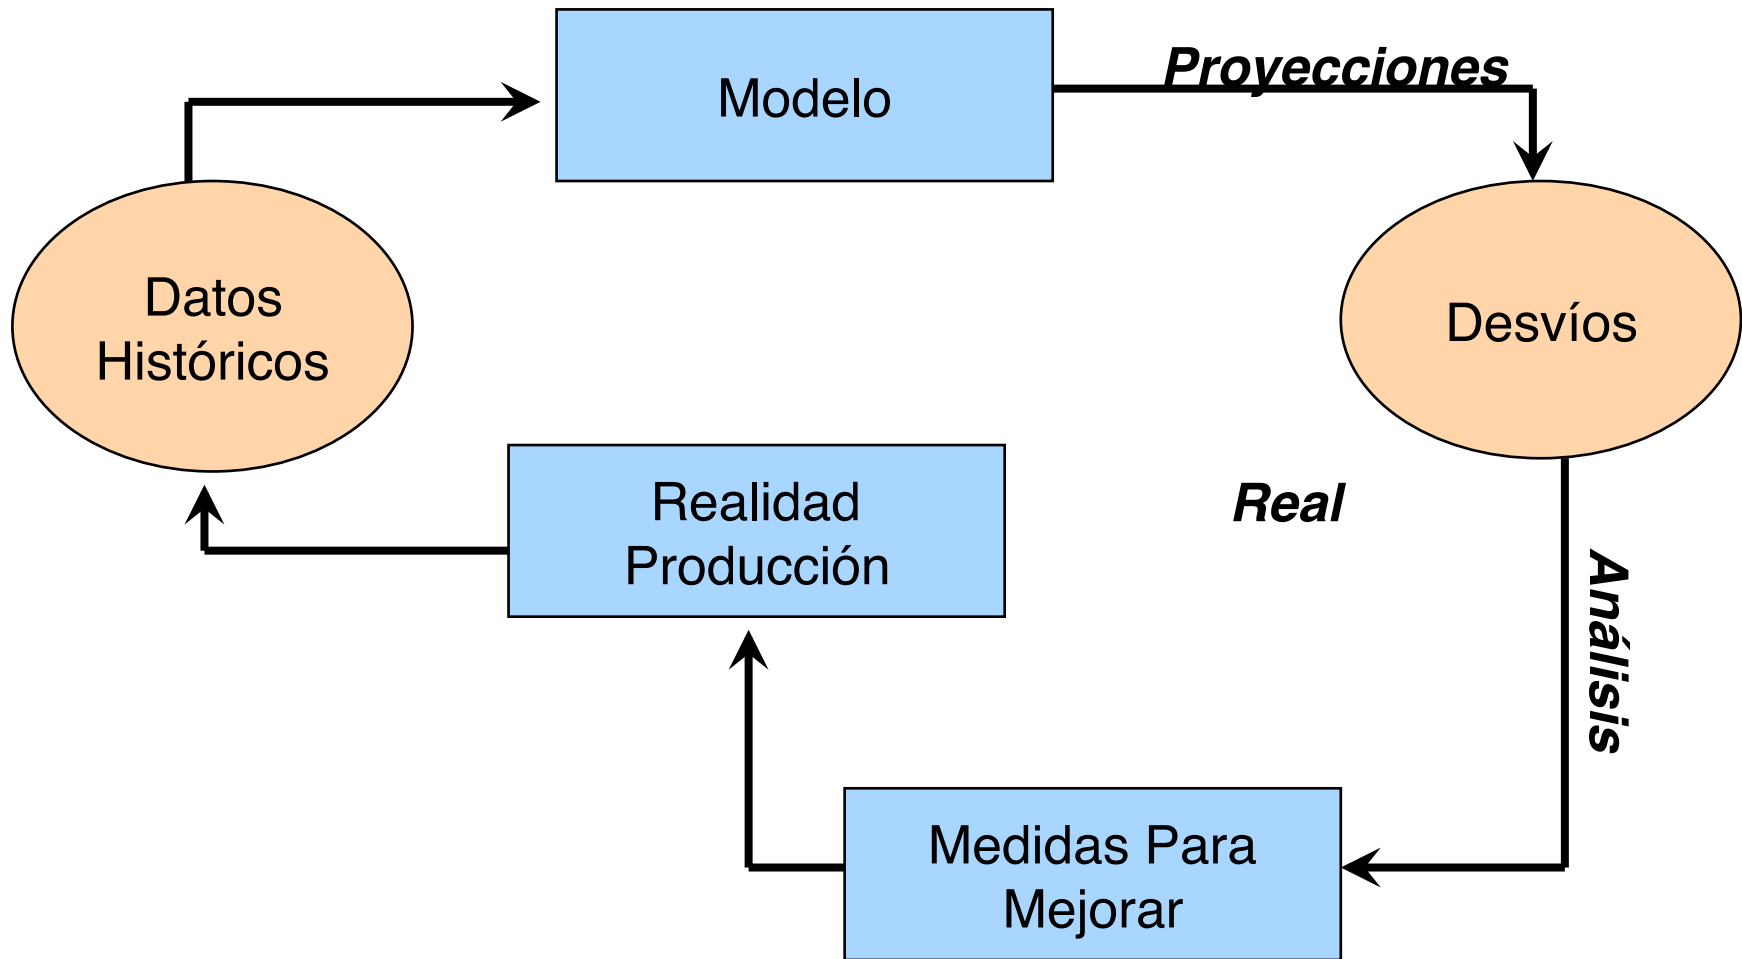 Modelo
Proyecciones
Datos
Históricos
Desvíos
Realidad
Producción
Real
Análisis
Medidas Para
Mejorar